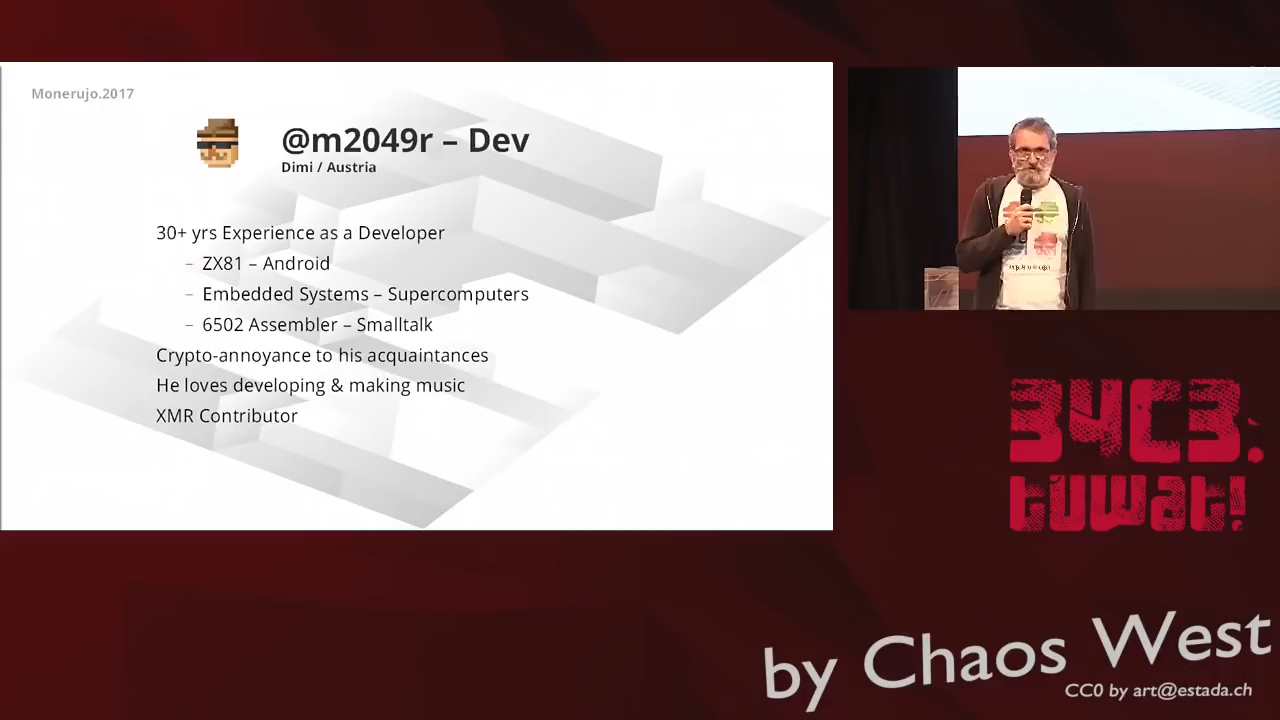 Monerujo.2017
@m2049r – Dev
Dimi / Austria
30+ yrs Experience as a Developer
– ZX81 – Android
– Embedded Systems – Supercomputers
– 6502 Assembler – Smalltalk
Crypto-annoyance to his acquaintances
He loves developing & making music
XMR Contributor
34C3:
tuwat!
by Chaos West
CC0 by art@estada.ch